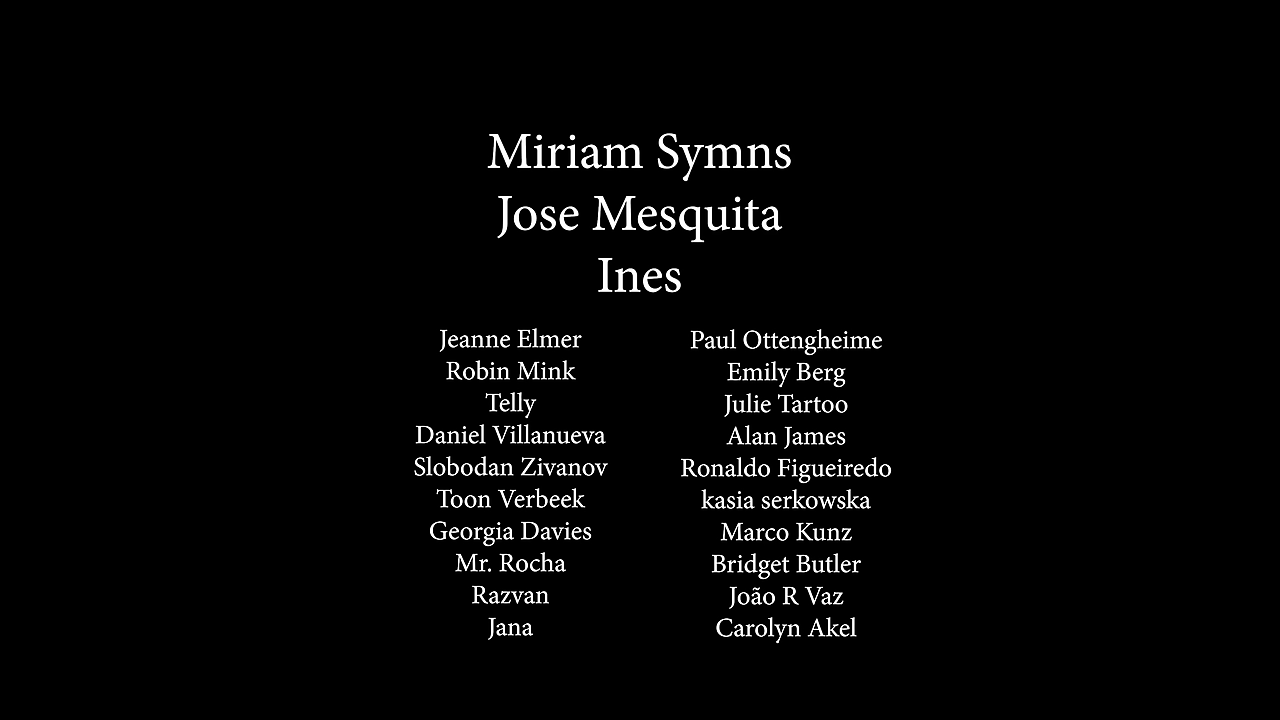 Miriam Symns
Jose Mesquita
Ines
Jeanne Elmer
Robin Mink
Telly
Daniel Villanueva
Slobodan Zivanov
Toon Verbeek
Georgia Davies
Mr. Rocha
Razvan
Jana
Paul Ottengheime
Emily Berg
Julie Tartoo
Alan James
Ronaldo Figueiredo
kasia serkowska
Marco Kunz
Bridget Butler
João R Vaz
Carolyn Akel